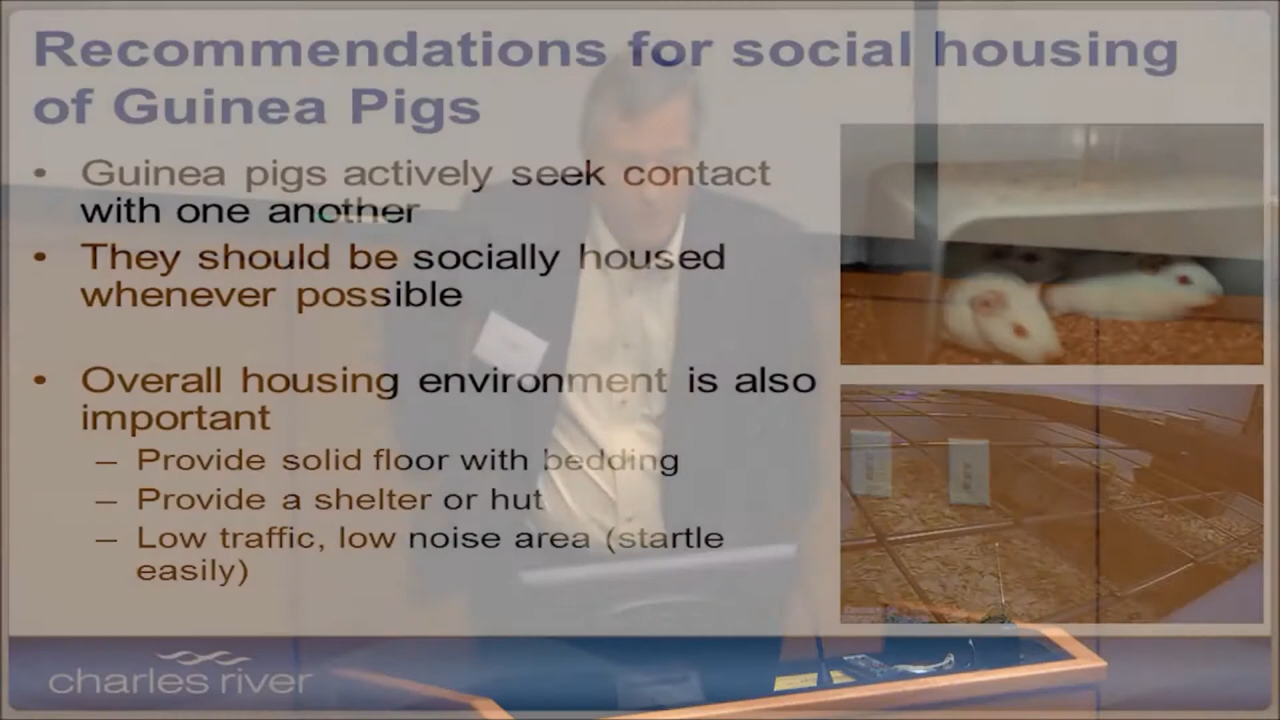 Recommendations for social housing
of Guinea Pigs
• Guinea pigs actively seek contact
with one another
• They should be socially housed
whenever possible
• Overall housing environment is also
important
– Provide solid floor with bedding
– Provide a shelter or hut
– Low traffic, low noise area (startle
easily)
charles river